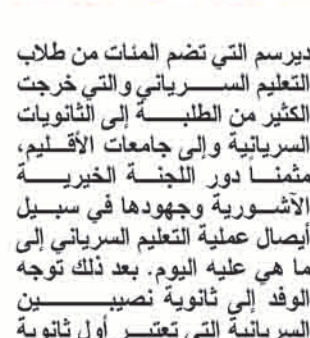 ديرسم التي تضم المئات من طلاب
التعليم السرياني والتي خرجت
الكثير من الطلبة إلى الثانويات
السريانية وإلى جامعات الأقليم،
مثمناً دور اللجنة الخيرية
الآشورية وجهودها في سبيل
أيصال عملية التعليم السرياني إلى
ما هي عليه اليوم. بعد ذلك توجه
الوفد إلى ثانوية نصيبين
السريانية التي تعتبر أول ثانوية